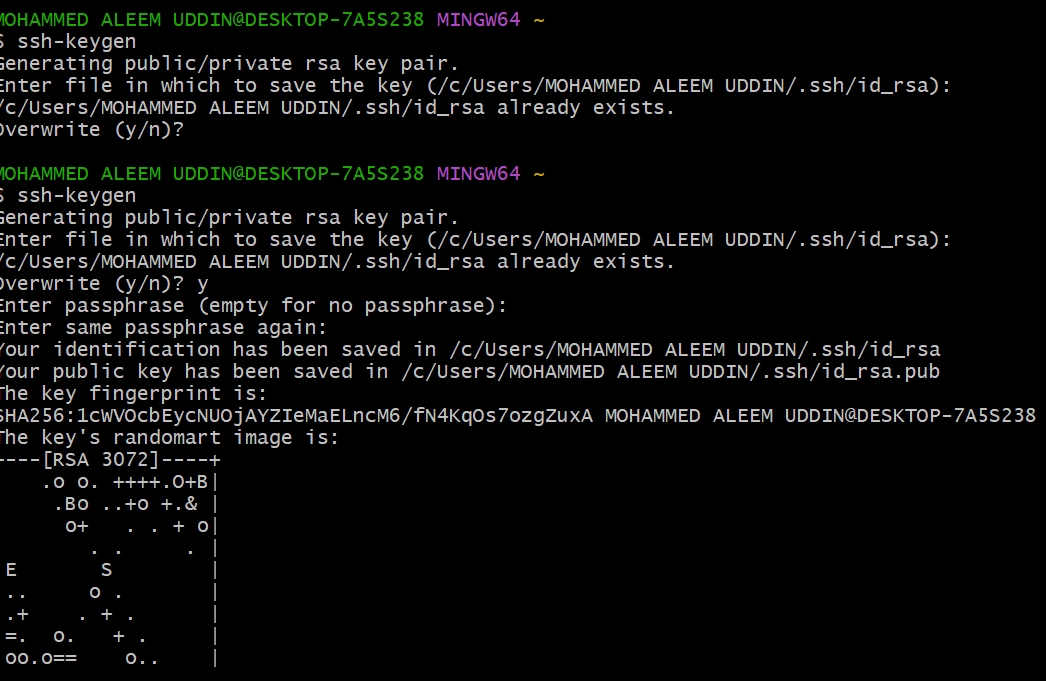 MOHAMMED ALEEM UDDIN@DESKTOP-7A5S238 MINGW64 ~
$ ssh-keygen
Generating public/private rsa key pair.
Enter file in which to save the key (/c/Users/MOHAMMED ALEEM UDDIN/.ssh/id_rsa):
/c/Users/MOHAMMED ALEEM UDDIN/.ssh/id_rsa already exists.
Overwrite (y/n)?
MOHAMMED ALEEM UDDIN@DESKTOP-7A5S238 MINGW64 ~
$ ssh-keygen
Generating public/private rsa key pair.
Enter file in which to save the key (/c/Users/MOHAMMED ALEEM UDDIN/.ssh/id_rsa):
/c/Users/MOHAMMED ALEEM UDDIN/.ssh/id_rsa already exists.
Overwrite (y/n)? y
Enter passphrase (empty for no passphrase):
Enter same passphrase again:
Your identification has been saved in /c/Users/MOHAMMED ALEEM UDDIN/.ssh/id_rsa
Your public key has been saved in /c/Users/MOHAMMED ALEEM UDDIN/.ssh/id_rsa.pub
The key fingerprint is:
SHA256:1cWVOcbEycNUOjAYZIeMaELncM6/fN4KqOs7ozgZuxA MOHAMMED ALEEM UDDIN@DESKTOP-7A5S238
The key's randomart image is:
----[RSA 3072]----+
   .o o. ++++.O+B|
    .Bo ..+o +.& |
     o+   . . + o|
       . .     . |
E       S        |
..     o .       |
.+    . + .      |
=.  o.   + .     |
oo.o==    o..    |